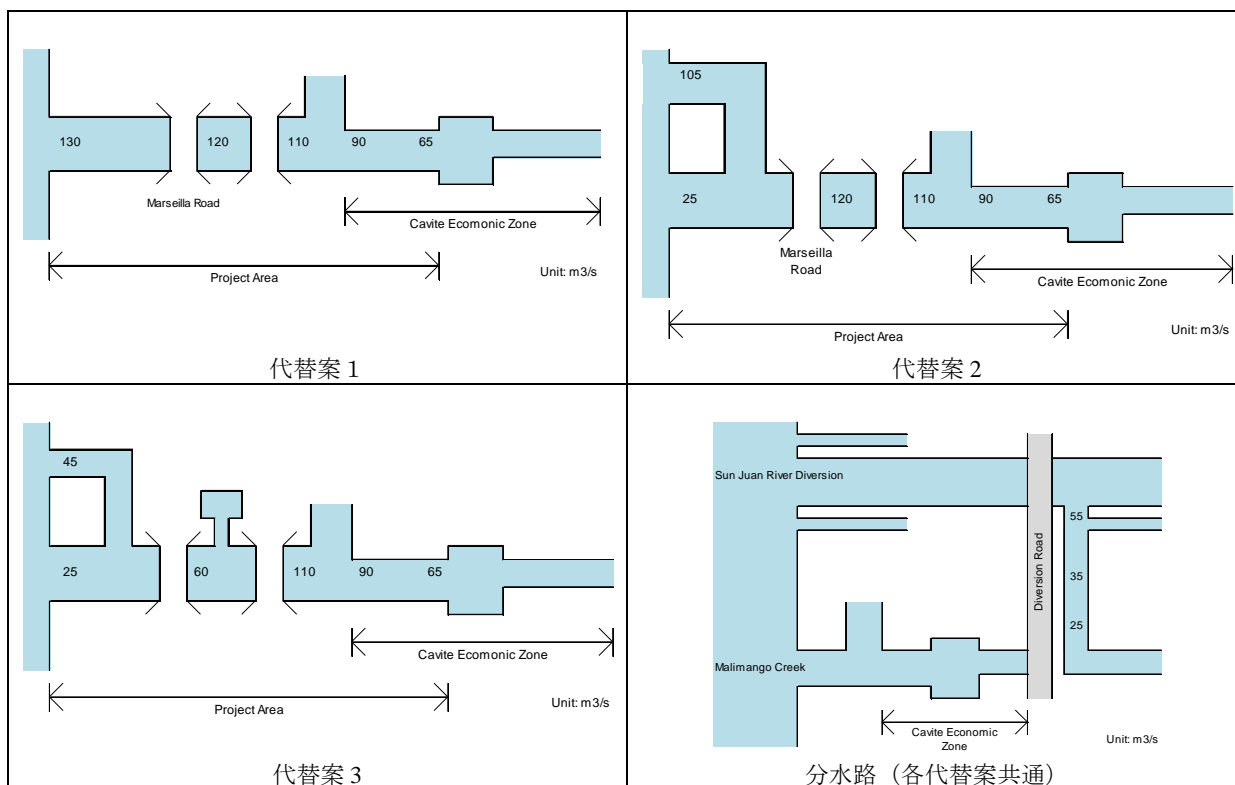 130
120
110
90
65
Marseilla Road
Cavite Ecomonic Zone
Project Area
Unit: m3/s
代替案 1
105
25
120
110
90
65
Marseilla
Road
Cavite Ecomonic Zone
Project Area
Unit: m3/s
代替案 2
45
25
60
110
90
65
Cavite Ecomonic Zone
Project Area
Unit: m3/s
代替案 3
Sun Juan River Diversion
55
Diversion Road
35
25
Malimango Creek
Cavite Economic
Zone
Unit: m3/s
分水路（各代替案共通）